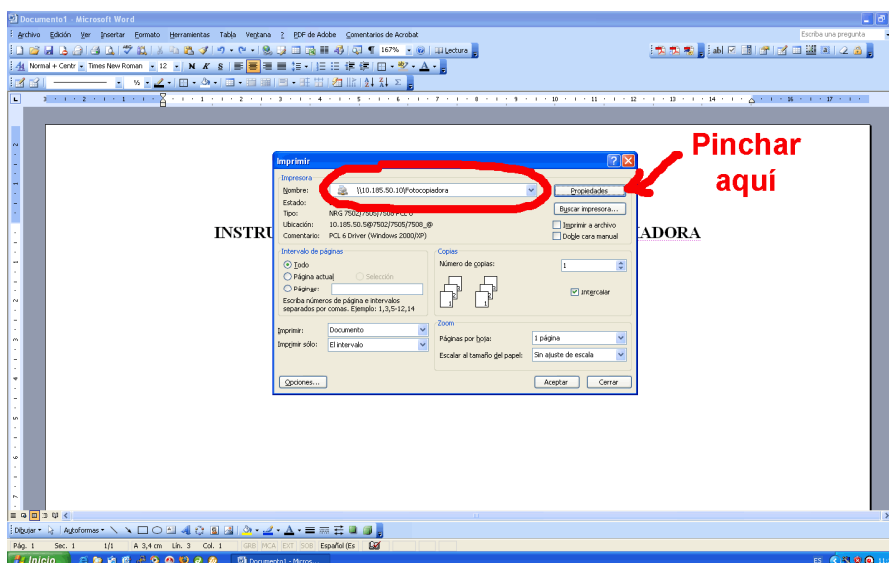 Documento1 - Microsoft Word
Archivo Edición Ver Insertar Formato Herramientas Tabla Ventana ? PDF de Adobe Comentarios de Acrobat
Escriba una pregunta
167% Lectura
Normal + Centr Times New Roman 12 N K S
Pinchar
aquí
Imprimir
Impresora
Nombre: \\10.185.50.10\Fotocopiadora Propiedades
Estado: Buscar impresora...
Tipo: NRG 7502/7505/7508 PCL 6
Ubicación: 10.185.50.5@7502/7505/7508_@ Imprimir a archivo
Comentario: PCL 6 Driver (Windows 2000/XP) Doble cara manual
INSTRU ADORA
Intervalo de páginas Copias
Todo Número de copias: 1
Página actual Selección
Páginas: Intercalar
Escriba números de página e intervalos
separados por comas. Ejemplo: 1,3,5-12,14
Zoom
Imprimir: Documento Páginas por hoja: 1 página
Imprimir sólo: El intervalo Escalar al tamaño del papel: Sin ajuste de escala
Opciones... Aceptar Cerrar
Dibujar Autoformas
Pág. 1 Sec. 1 1/1 A 3,4 cm Lín. 3 Col. 1 GRB MCA EXT SOB Español (Es
Inicio Documento1 - Micros... ES